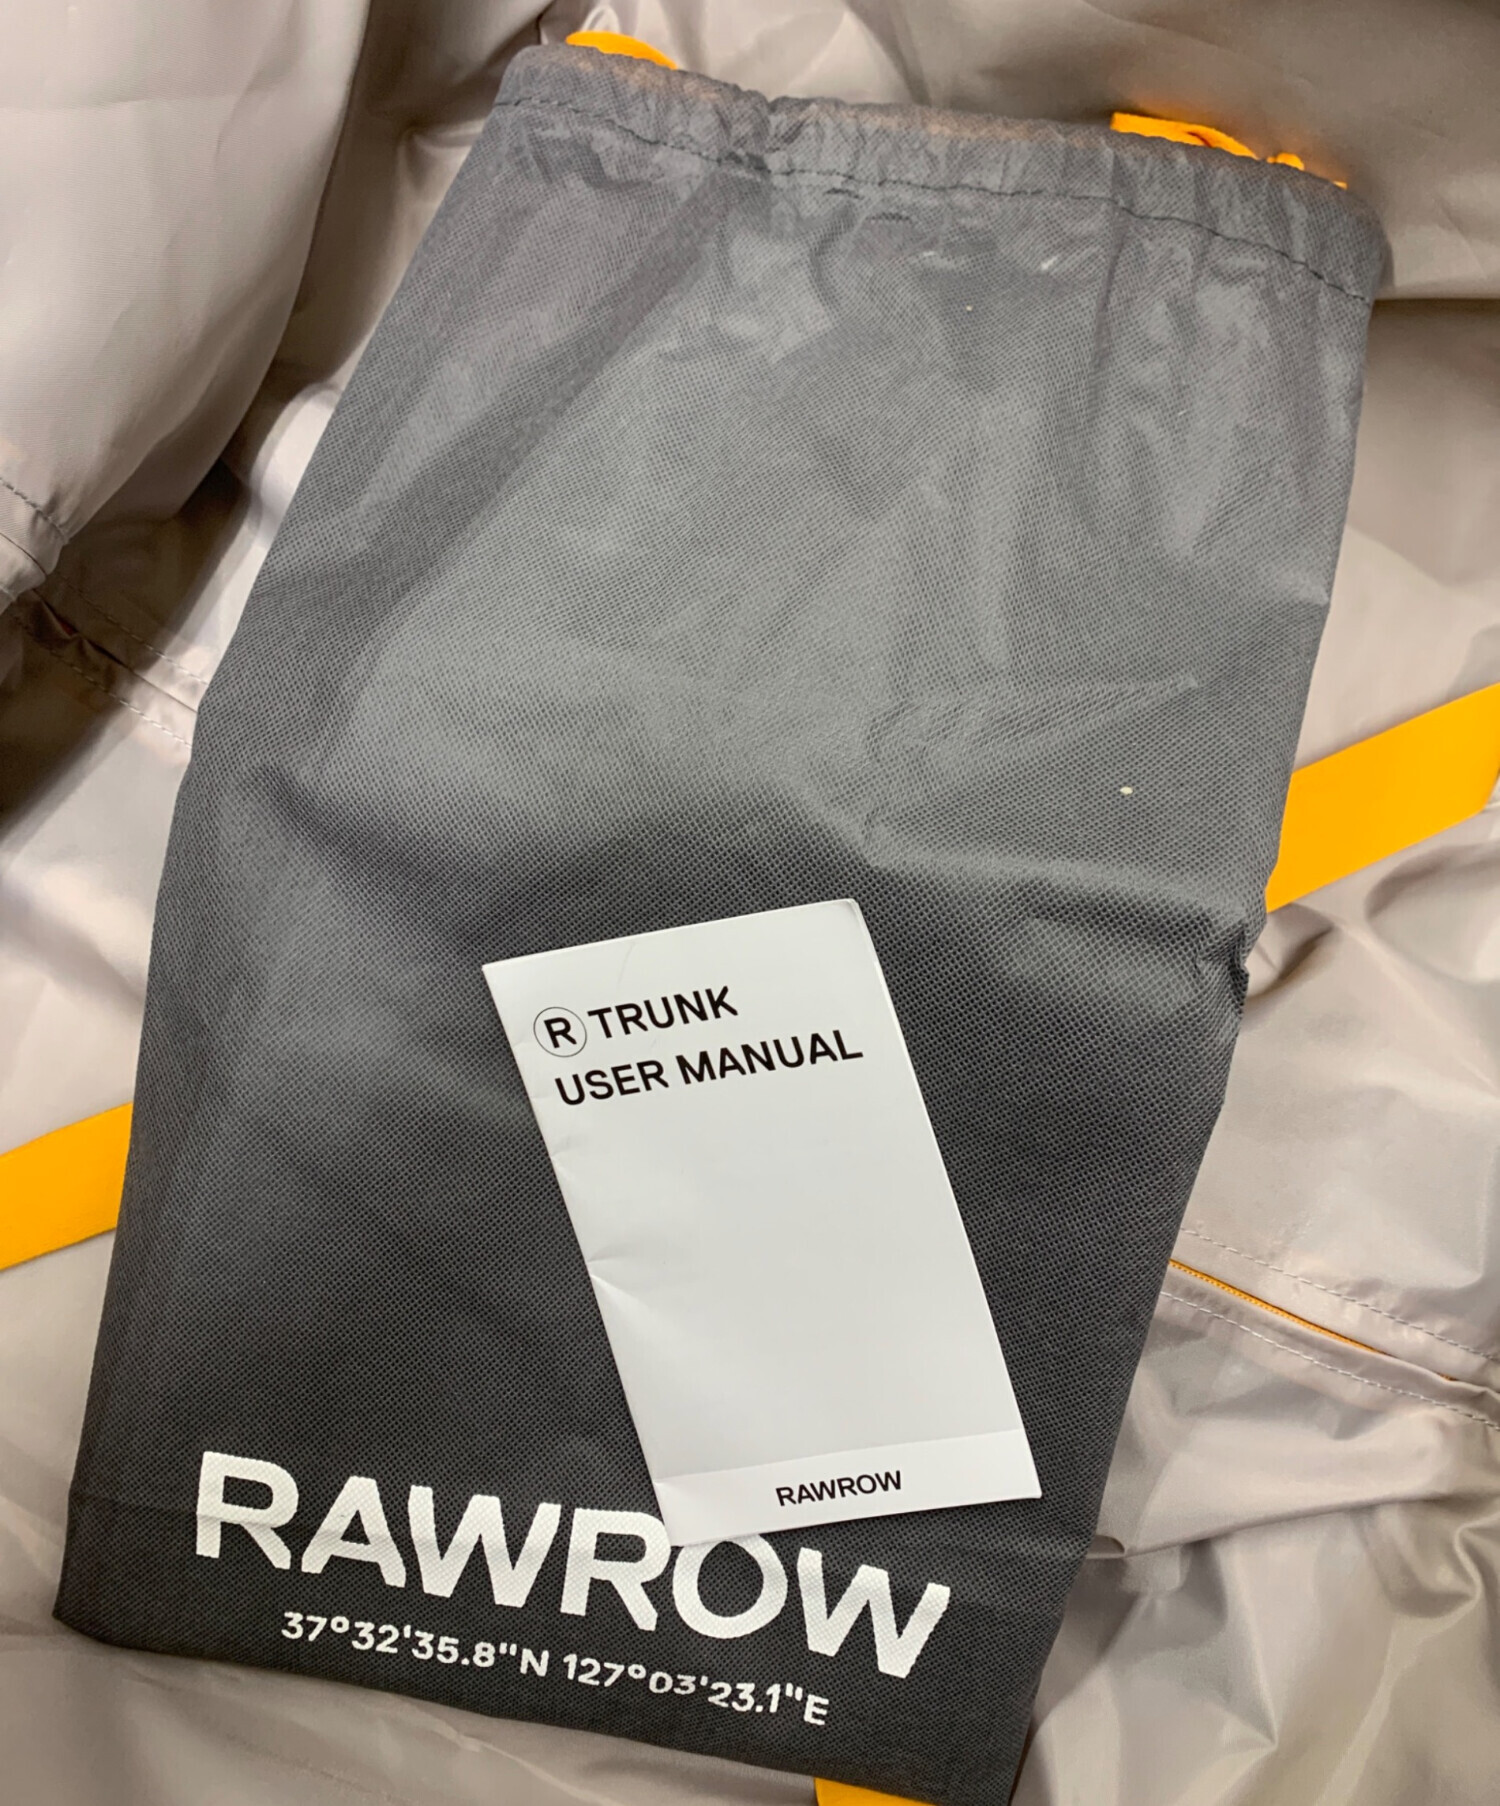 Ⓡ TRUNK
USER MANUAL
RAWROW
RAWROW
37°32'35.8"N 127°03'23.1"E